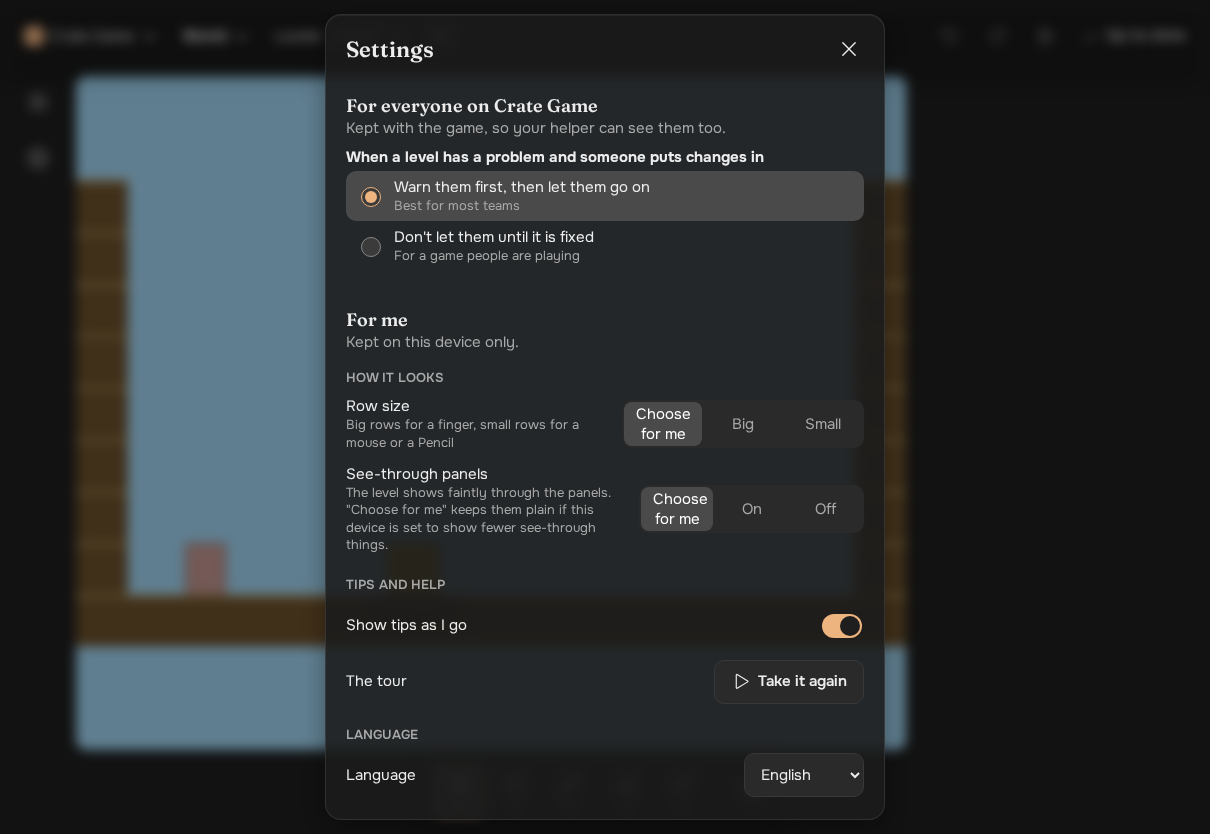 Settings
For everyone on Crate Game
Kept with the game, so your helper can see them too.
When a level has a problem and someone puts changes in
Warn them first, then let them go on
Best for most teams
Don't let them until it is fixed
For a game people are playing
For me
Kept on this device only.
HOW IT LOOKS
Row size
Big rows for a finger, small rows for a
mouse or a Pencil
Choose
for me
Big
Small
See-through panels
The level shows faintly through the panels.
"Choose for me" keeps them plain if this
device is set to show fewer see-through
things.
Choose
for me
On
Off
TIPS AND HELP
Show tips as I go
The tour
Take it again
LANGUAGE
Language
English